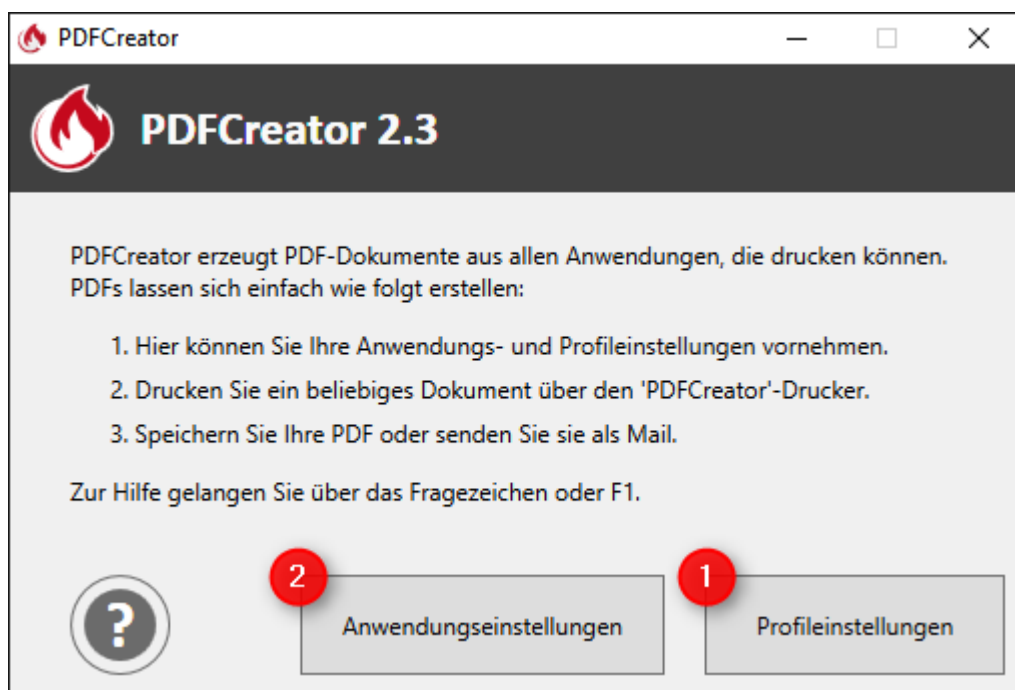 PDFCreator
PDFCreator 2.3
PDFCreator erzeugt PDF-Dokumente aus allen Anwendungen, die drucken können.
PDFs lassen sich einfach wie folgt erstellen:
1. Hier können Sie Ihre Anwendungs- und Profileinstellungen vornehmen.
2. Drucken Sie ein beliebiges Dokument über den 'PDFCreator'-Drucker.
3. Speichern Sie Ihre PDF oder senden Sie sie als Mail.
Zur Hilfe gelangen Sie über das Fragezeichen oder F1.
?
2
Anwendungseinstellungen
1
Profileinstellungen